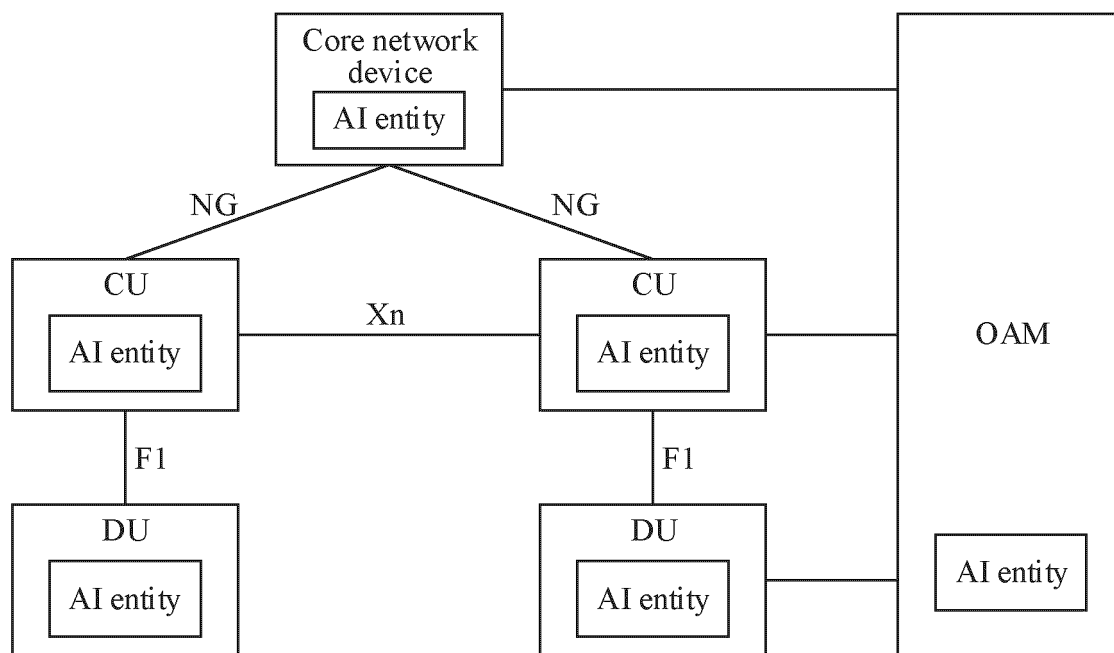 Core network
device
AI entity
NG
NG
CU
AI entity
Xn
CU
AI entity
OAM
F1
F1
DU
AI entity
DU
AI entity
AI entity